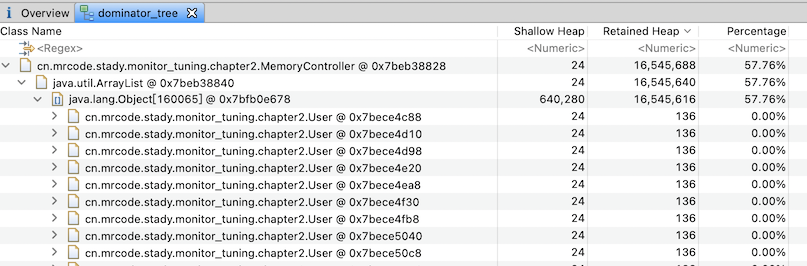 Overview dominator_tree
Class Name Shallow Heap Retained Heap Percentage
<Regex> <Numeric> <Numeric> <Numeric>
cn.mrcode.stady.monitor_tuning.chapter2.MemoryController @ 0x7beb38828 24 16,545,688 57.76%
java.util.ArrayList @ 0x7beb38840 24 16,545,640 57.76%
java.lang.Object[160065] @ 0x7bfb0e678 640,280 16,545,616 57.76%
cn.mrcode.stady.monitor_tuning.chapter2.User @ 0x7bece4c88 24 136 0.00%
cn.mrcode.stady.monitor_tuning.chapter2.User @ 0x7bece4d10 24 136 0.00%
cn.mrcode.stady.monitor_tuning.chapter2.User @ 0x7bece4d98 24 136 0.00%
cn.mrcode.stady.monitor_tuning.chapter2.User @ 0x7bece4e20 24 136 0.00%
cn.mrcode.stady.monitor_tuning.chapter2.User @ 0x7bece4ea8 24 136 0.00%
cn.mrcode.stady.monitor_tuning.chapter2.User @ 0x7bece4f30 24 136 0.00%
cn.mrcode.stady.monitor_tuning.chapter2.User @ 0x7bece4fb8 24 136 0.00%
cn.mrcode.stady.monitor_tuning.chapter2.User @ 0x7bece5040 24 136 0.00%
cn.mrcode.stady.monitor_tuning.chapter2.User @ 0x7bece50c8 24 136 0.00%